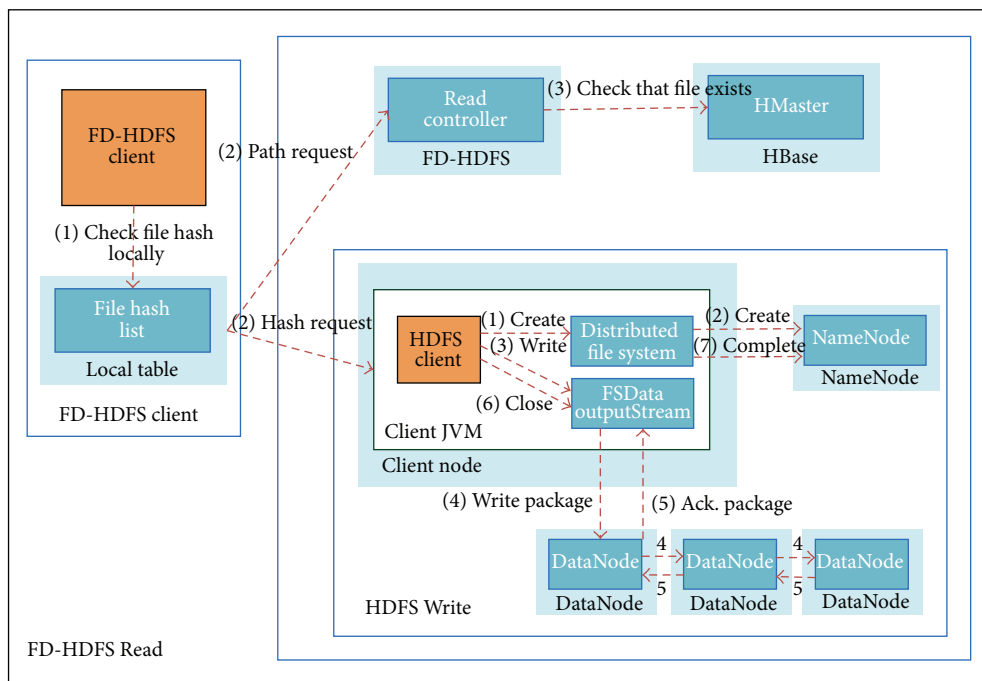 FD-HDFS
client
(1) Check file hash
locally
File hash
list
Local table
FD-HDFS client
(2) Path request
(2) Hash request
Read
controller
FD-HDFS
(3) Check that file exists
HMaster
HBase
HDFS
client
(1) Create
(3) Write
(6) Close
Distributed
file system
FSData
outputStream
Client JVM
Client node
(2) Create
(7) Complete
NameNode
NameNode
(4) Write package
(5) Ack. package
DataNode
DataNode
4
5
DataNode
DataNode
4
5
DataNode
DataNode
HDFS Write
FD-HDFS Read